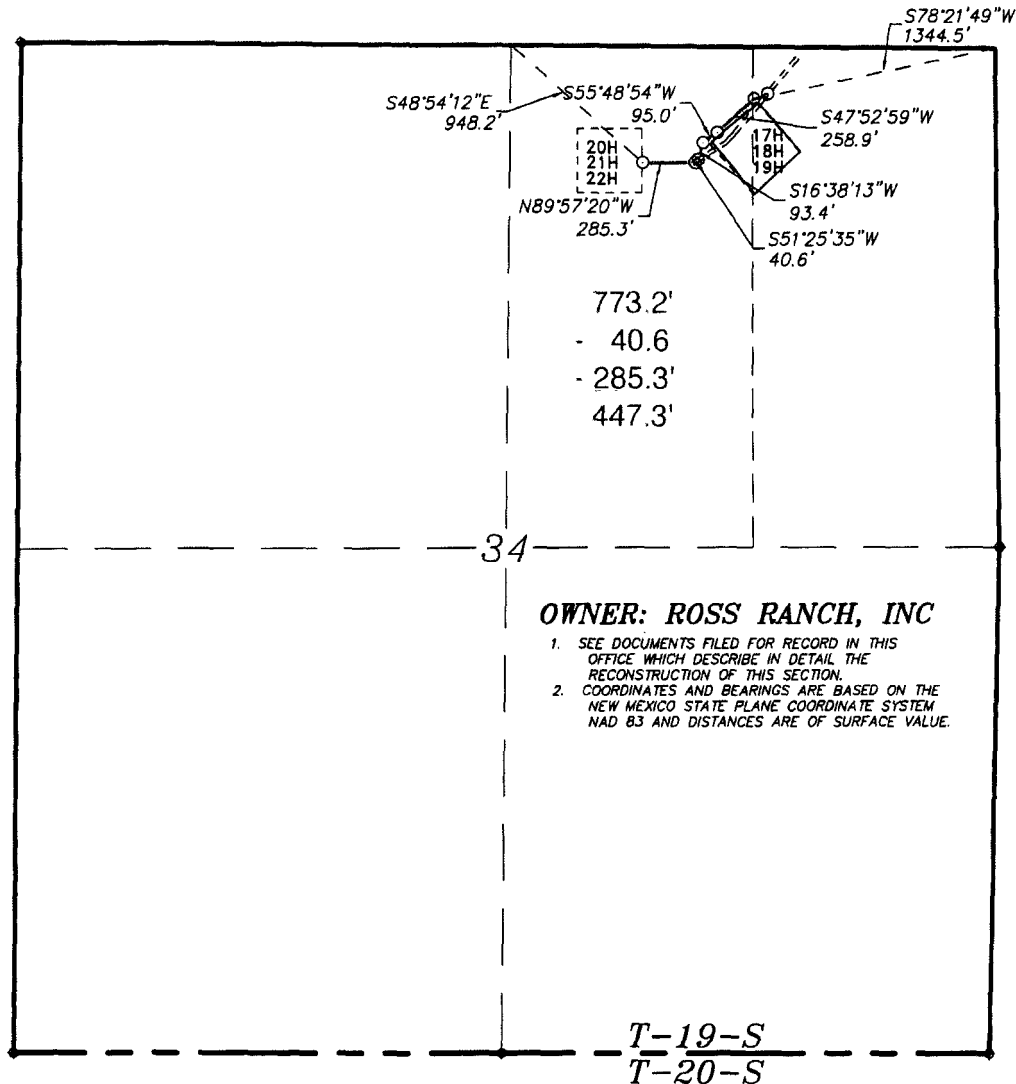 S78°21'49"W
1344.5'
S48°54'12"E
948.2'
S55°48'54"W
95.0'
S47°52'59"W
258.9'
20H
21H
22H
17H
18H
19H
N89°57'20"W
285.3'
S16°38'13"W
93.4'
S51°25'35"W
40.6'
773.2'
- 40.6
- 285.3'
447.3'
34
OWNER: ROSS RANCH, INC
1. SEE DOCUMENTS FILED FOR RECORD IN THIS
OFFICE WHICH DESCRIBE IN DETAIL THE
RECONSTRUCTION OF THIS SECTION.
2. COORDINATES AND BEARINGS ARE BASED ON THE
NEW MEXICO STATE PLANE COORDINATE SYSTEM
NAD 83 AND DISTANCES ARE OF SURFACE VALUE.
T-19-S
T-20-S